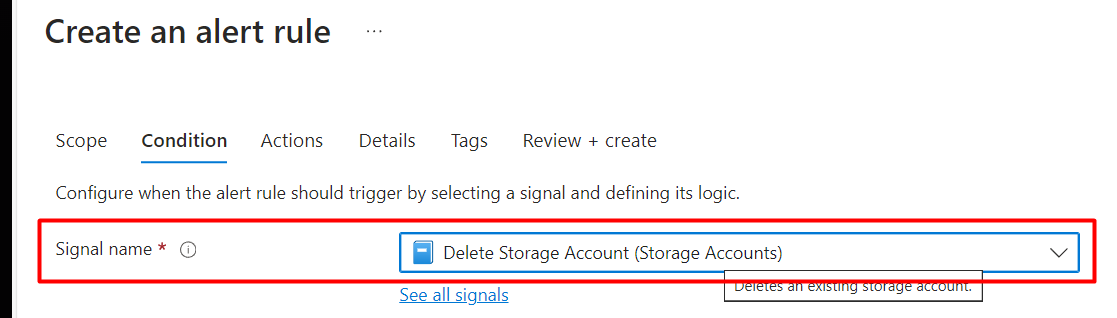 Create an alert rule ...
Scope Condition Actions Details Tags Review + create
Configure when the alert rule should trigger by selecting a signal and defining its logic.
Signal name * Delete Storage Account (Storage Accounts)
See all signals
Deletes an existing storage account.